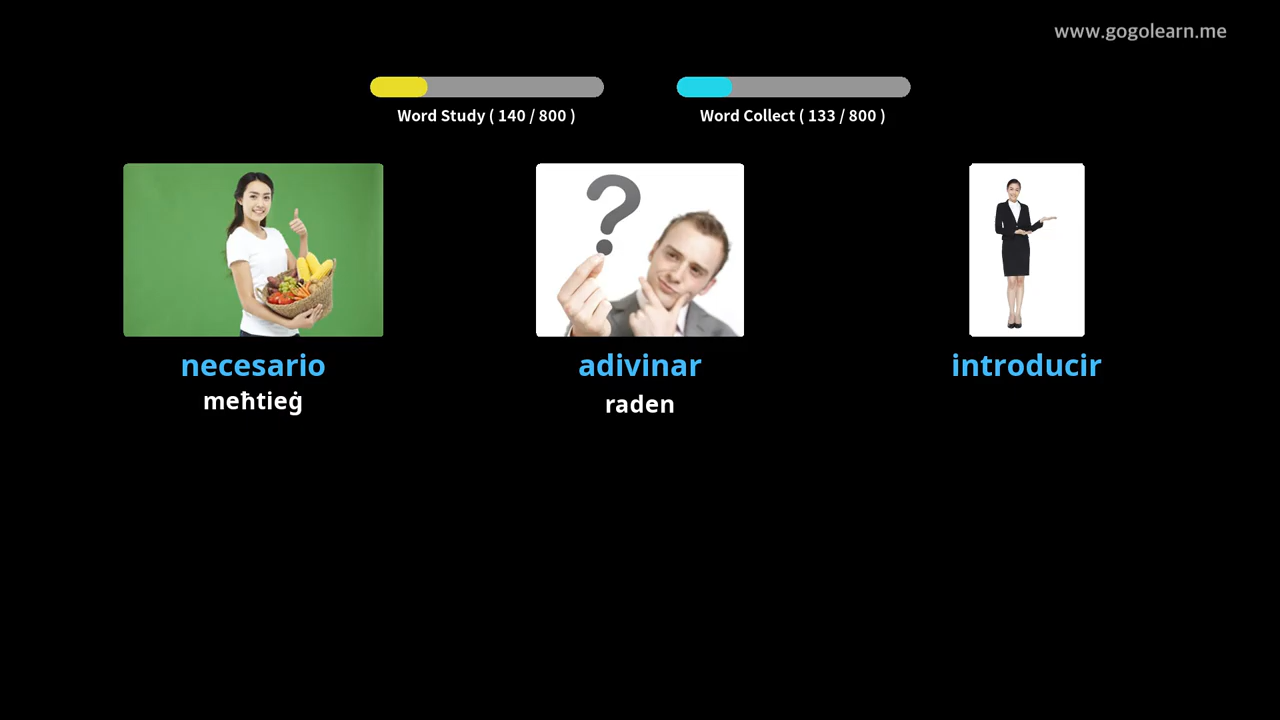 www.gogolearn.me
Word Study ( 140 / 800 )
Word Collect ( 133 / 800 )
necesario
meħtieġ
adivinar
raden
introducir